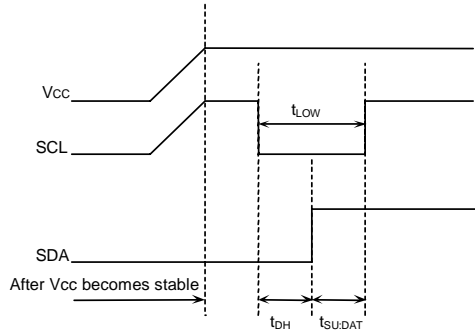 Vcc
tLOW
SCL
SDA
After Vcc becomes stable
tDH
tSU:DAT